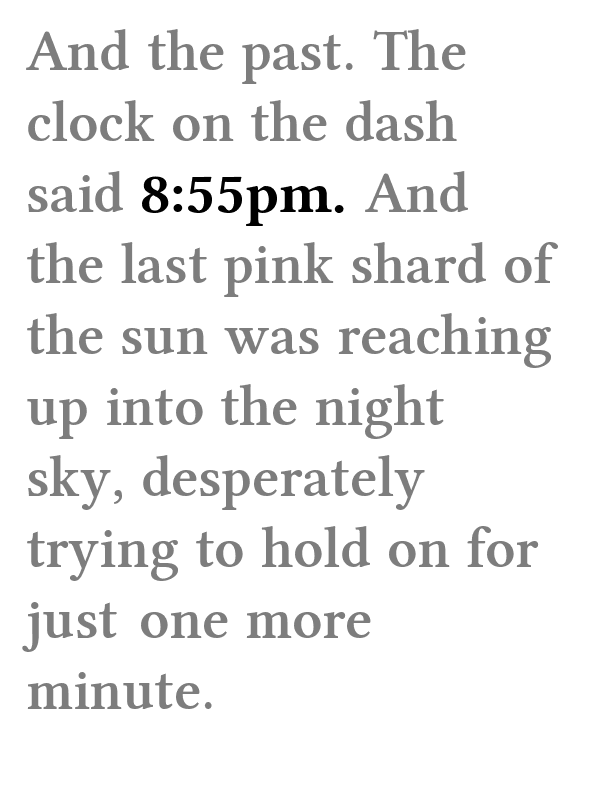 And the past. The
clock on the dash
said 8:55pm. And
the last pink shard of
the sun was reaching
up into the night
sky, desperately
trying to hold on for
just one more
minute.